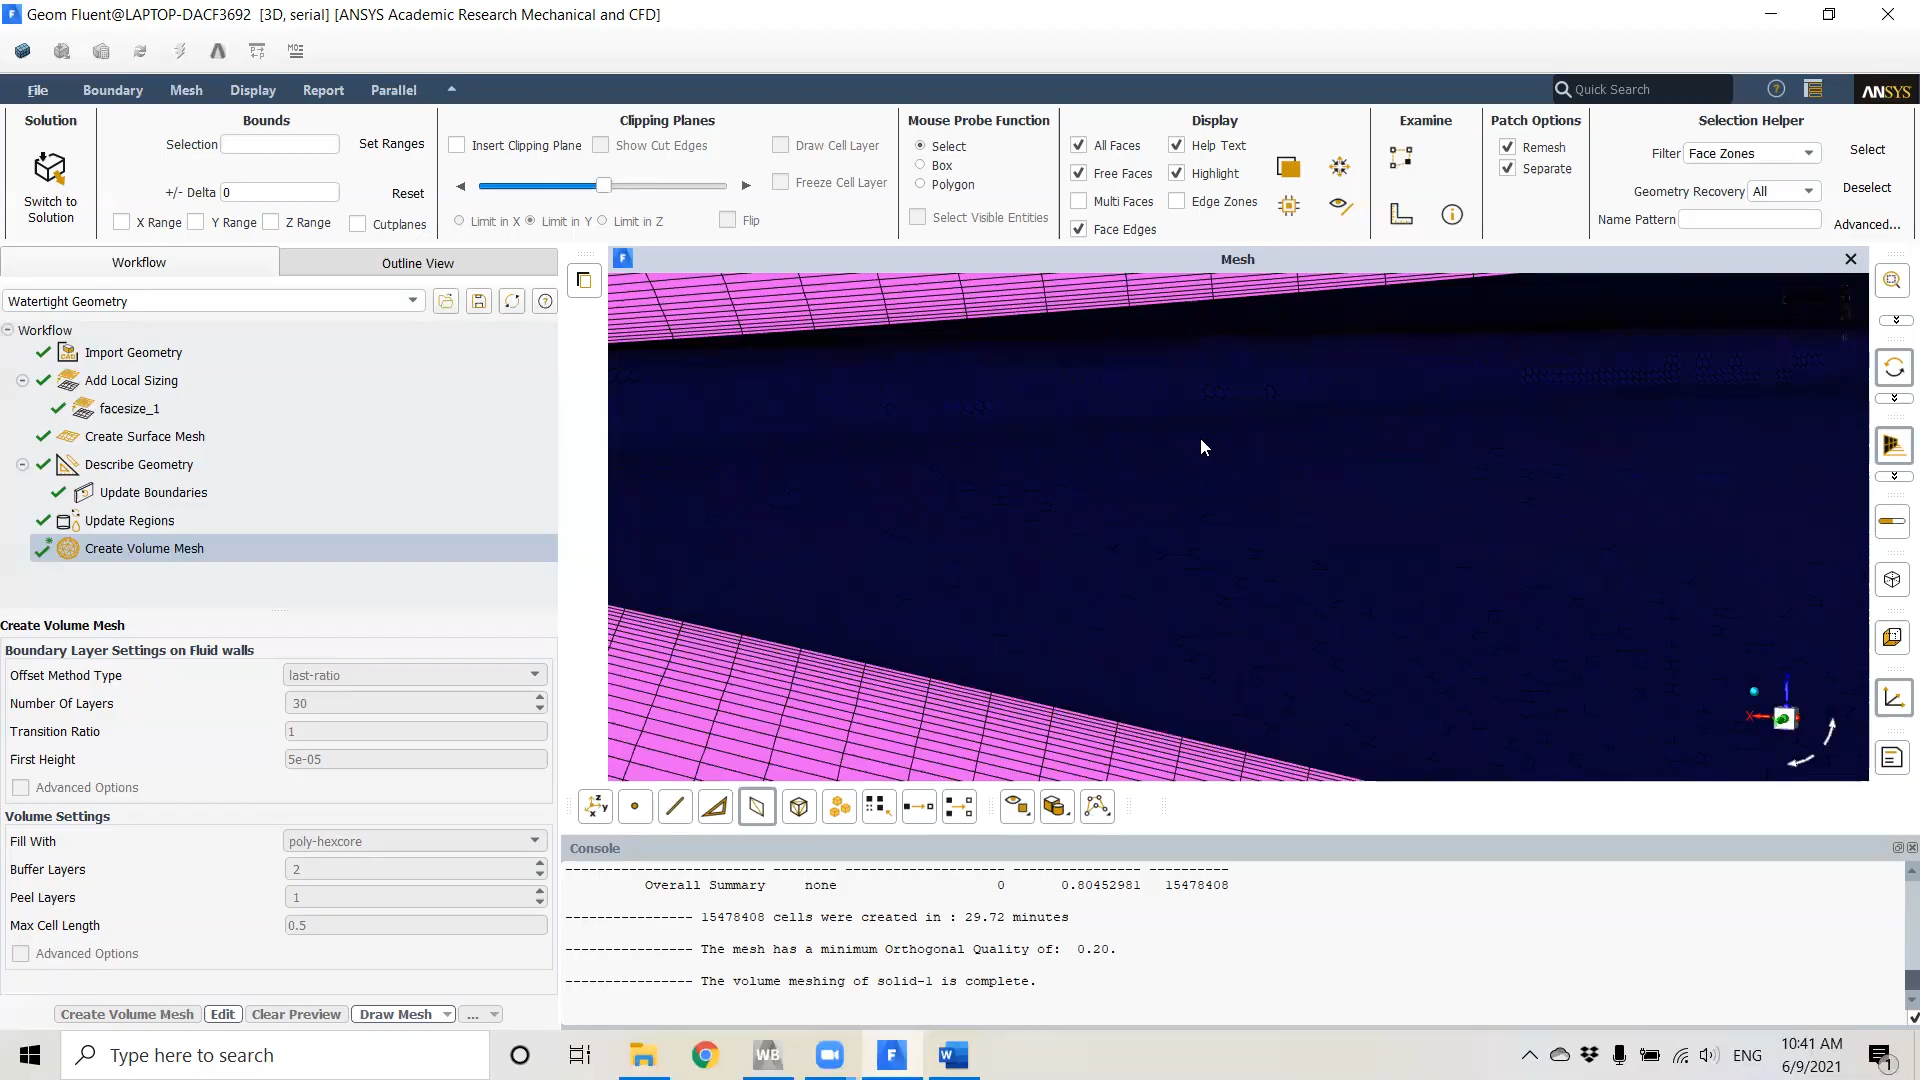 Geom Fluent@LAPTOP-DACF3692 [3D, serial] [ANSYS Academic Research Mechanical and CFD]
File Boundary Mesh Display Report Parallel Quick Search ANSYS
Solution
Switch to
Solution
Bounds
Selection Set Ranges
+/- Delta 0 Reset
X Range Y Range Z Range Cutplanes
Clipping Planes
Insert Clipping Plane Show Cut Edges Draw Cell Layer
Freeze Cell Layer
Limit in X Limit in Y Limit in Z Flip
Mouse Probe Function
Select
Box
Polygon
Select Visible Entities
Display
All Faces Help Text
Free Faces Highlight
Multi Faces Edge Zones
Face Edges
Examine
Patch Options
Remesh
Separate
Selection Helper
Filter Face Zones Select
Geometry Recovery All Deselect
Name Pattern Advanced...
Workflow Outline View
Watertight Geometry
Workflow
Import Geometry
Add Local Sizing
facesize_1
Create Surface Mesh
Describe Geometry
Update Boundaries
Update Regions
Create Volume Mesh
Create Volume Mesh
Boundary Layer Settings on Fluid walls
Offset Method Type last-ratio
Number Of Layers 30
Transition Ratio 1
First Height 5e-05
Advanced Options
Volume Settings
Fill With poly-hexcore
Buffer Layers 2
Peel Layers 1
Max Cell Length 0.5
Advanced Options
Create Volume Mesh Edit Clear Preview Draw Mesh ...
Mesh
X
Console
---------------------- -------- -------------------- ---------------- ----------
Overall Summary none 0 0.80452981 15478408
---------------- 15478408 cells were created in : 29.72 minutes
---------------- The mesh has a minimum Orthogonal Quality of: 0.20.
---------------- The volume meshing of solid-1 is complete.
Type here to search
WB
F
W
ENG
10:41 AM
6/9/2021
1